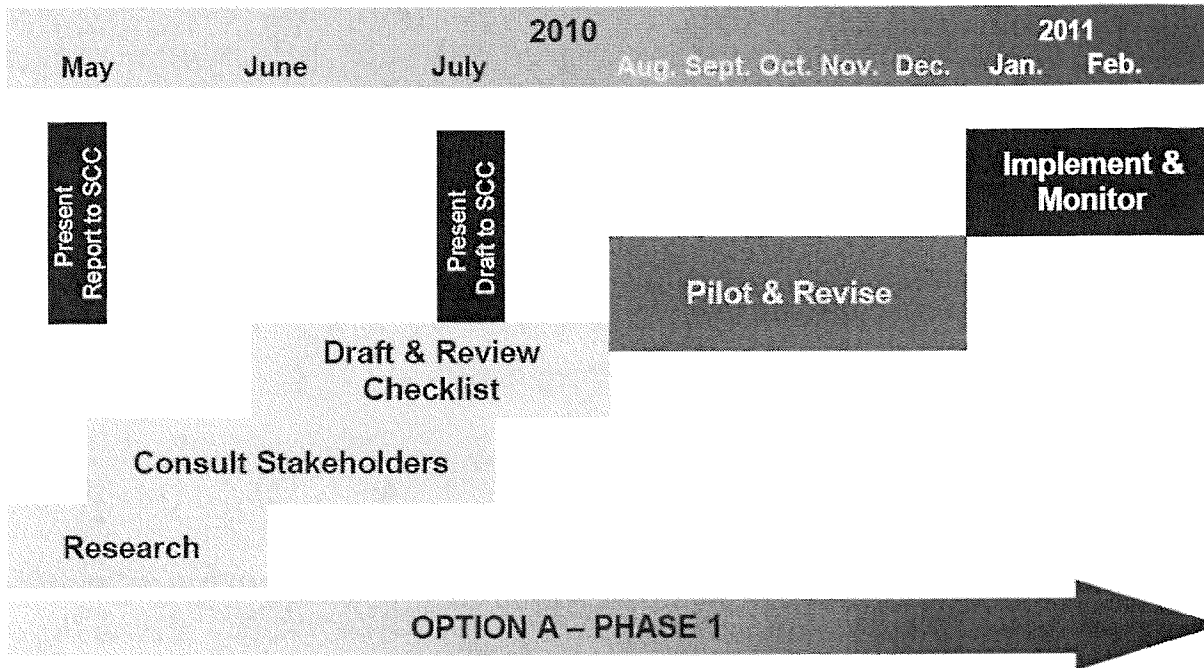 2010
2011
May June July Aug. Sept. Oct. Nov. Dec. Jan. Feb.
Present
Report to SCC
Present
Draft to SCC
Implement &
Monitor
Pilot & Revise
Draft & Review
Checklist
Consult Stakeholders
Research
OPTION A – PHASE 1